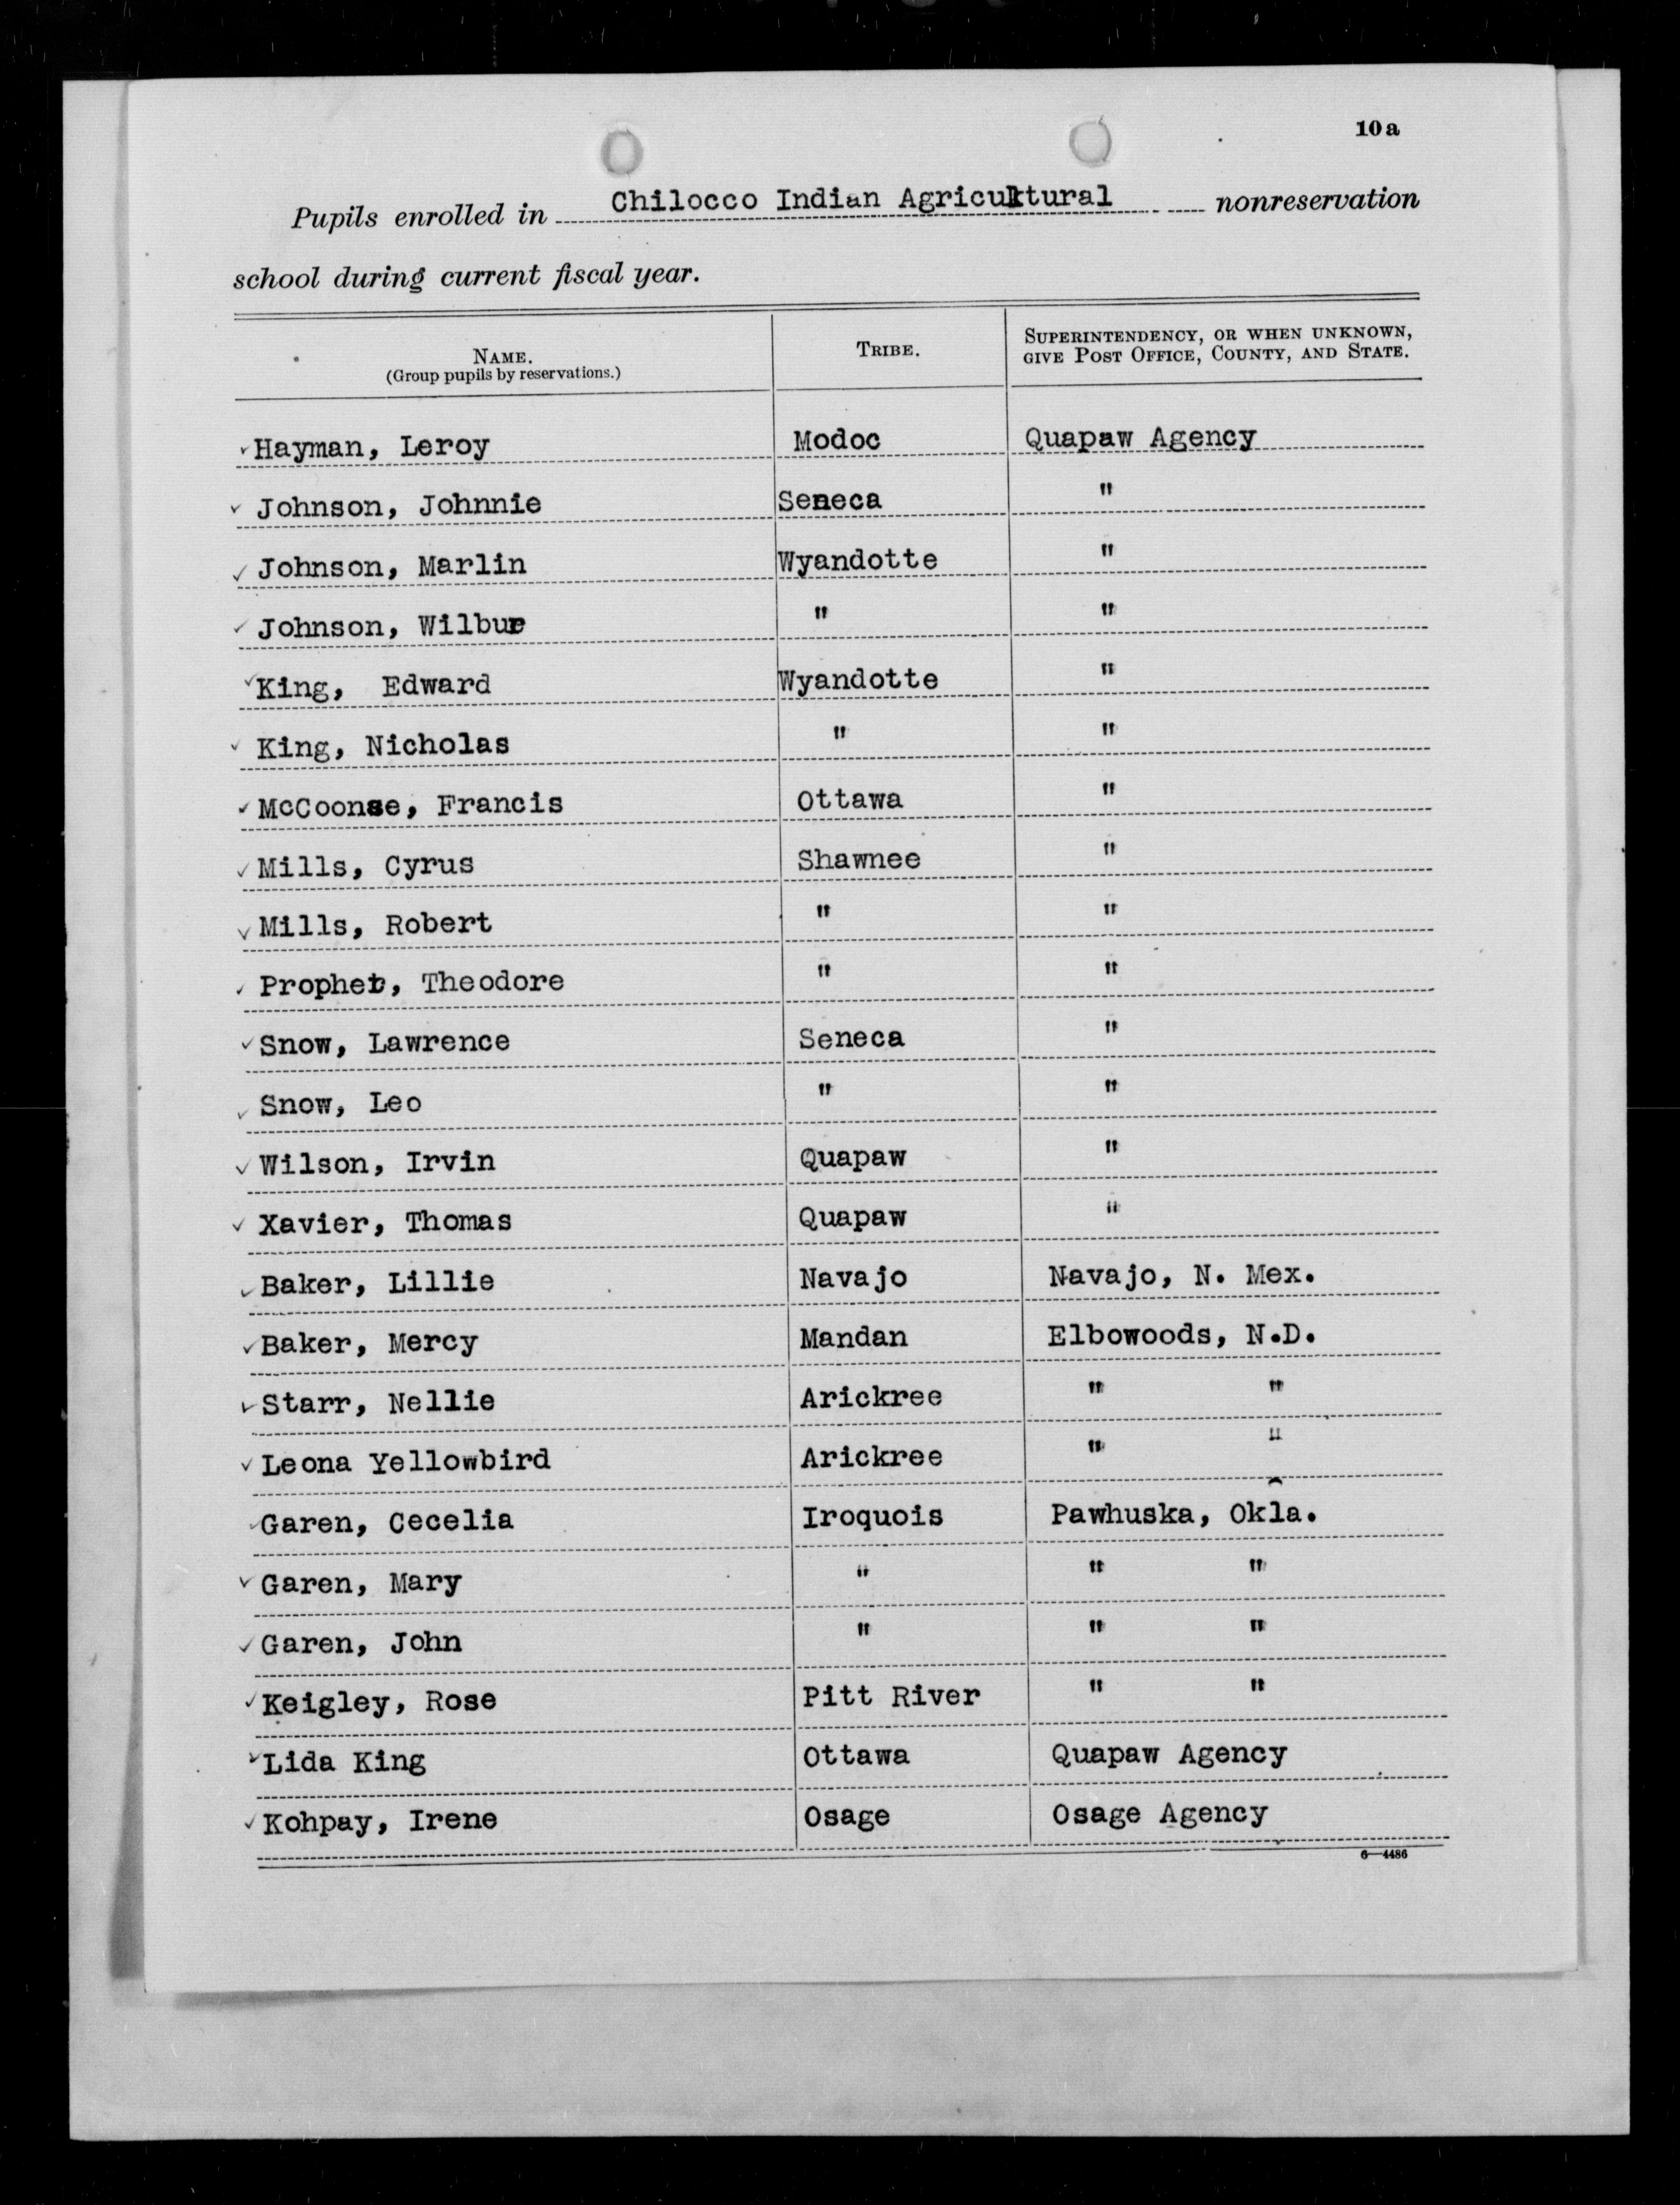 10a
Pupils enrolled in Chilocco Indian Agricultural nonreservation
school during current fiscal year.
NAME. TRIBE. SUPERINTENDENCY, OR WHEN UNKNOWN,
(Group pupils by reservations.) GIVE POST OFFICE, COUNTY, AND STATE.
✓ Hayman, Leroy Modoc Quapaw Agency
✓ Johnson, Johnnie Seneca "
✓ Johnson, Marlin Wyandotte "
✓ Johnson, Wilbur " "
✓ King, Edward Wyandotte "
✓ King, Nicholas " "
✓ McCoonse, Francis Ottawa "
✓ Mills, Cyrus Shawnee "
✓ Mills, Robert " "
✓ Prophet, Theodore " "
✓ Snow, Lawrence Seneca "
✓ Snow, Leo " "
✓ Wilson, Irvin Quapaw "
✓ Xavier, Thomas Quapaw "
✓ Baker, Lillie Navajo Navajo, N. Mex.
✓ Baker, Mercy Mandan Elbowoods, N.D.
✓ Starr, Nellie Arickree " "
✓ Leona Yellowbird Arickree " "
✓ Garen, Cecelia Iroquois Pawhuska, Okla.
✓ Garen, Mary " " "
✓ Garen, John " " "
✓ Keigley, Rose Pitt River " "
✓ Lida King Ottawa Quapaw Agency
✓ Kohpay, Irene Osage Osage Agency
6—4486